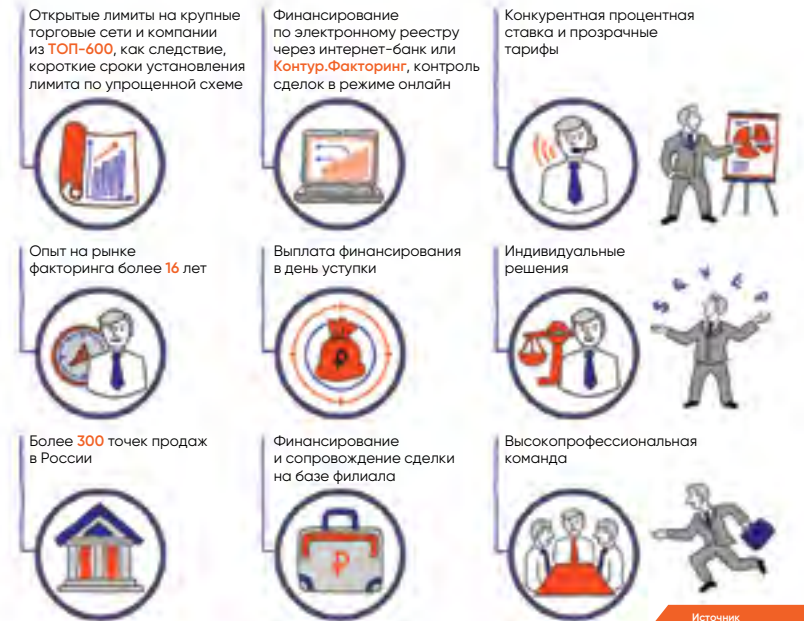 Открытые лимиты на крупные
торговые сети и компании
из ТОП-600, как следствие,
короткие сроки установления
лимита по упрощенной схеме
Финансирование
по электронному реестру
через интернет-банк или
Контур.Факторинг, контроль
сделок в режиме онлайн
Конкурентная процентная
ставка и прозрачные
тарифы
Опыт на рынке
факторинга более 16 лет
Выплата финансирования
в день уступки
Индивидуальные
решения
Более 300 точек продаж
в России
Финансирование
и сопровождение сделки
на базе филиала
Высокопрофессиональная
команда
Источник